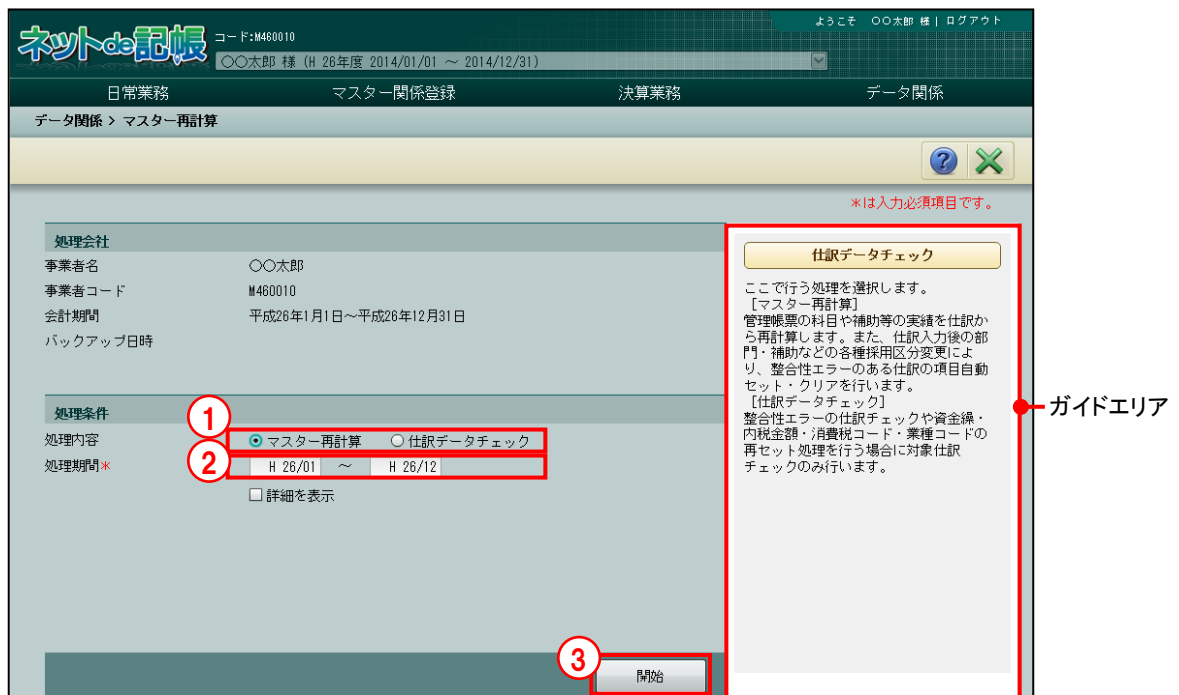 ようこそ 〇〇太郎 様 | ログアウト
ネットde記帳
コード:M460010
〇〇太郎 様 (H 26年度 2014/01/01 ～ 2014/12/31)
日常業務 マスター関係登録 決算業務 データ関係
データ関係 > マスター再計算
?
*は入力必須項目です。
処理会社
事業者名 〇〇太郎
事業者コード M460010
会計期間 平成26年1月1日～平成26年12月31日
バックアップ日時
処理条件
①
処理内容 マスター再計算 仕訳データチェック
②
処理期間* H 26/01 ～ H 26/12
詳細を表示
③
開始
仕訳データチェック
ここで行う処理を選択します。
[マスター再計算]
管理帳票の科目や補助等の実績を仕訳か
ら再計算します。また、仕訳入力後の部
門・補助などの各種採用区分変更によ
り、整合性エラーのある仕訳の項目自動
セット・クリアを行います。
[仕訳データチェック]
整合性エラーの仕訳チェックや資金繰・
内税金額・消費税コード・業種コードの
再セット処理を行う場合に対象仕訳
チェックのみ行います。
ガイドエリア